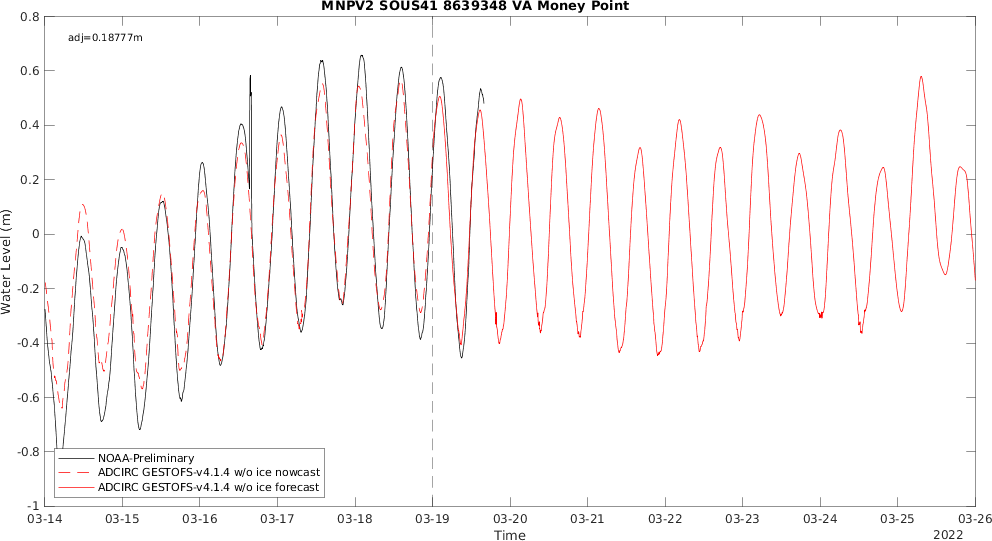 MNPV2 SOUS41 8639348 VA Money Point
adj=0.18777m
0.8
0.6
0.4
0.2
0
-0.2
-0.4
-0.6
-0.8
-1
Water Level (m)
NOAA-Preliminary
ADCIRC GESTOFS-v4.1.4 w/o ice nowcast
ADCIRC GESTOFS-v4.1.4 w/o ice forecast
03-14 03-15 03-16 03-17 03-18 03-19 03-20 03-21 03-22 03-23 03-24 03-25 03-26
Time
2022